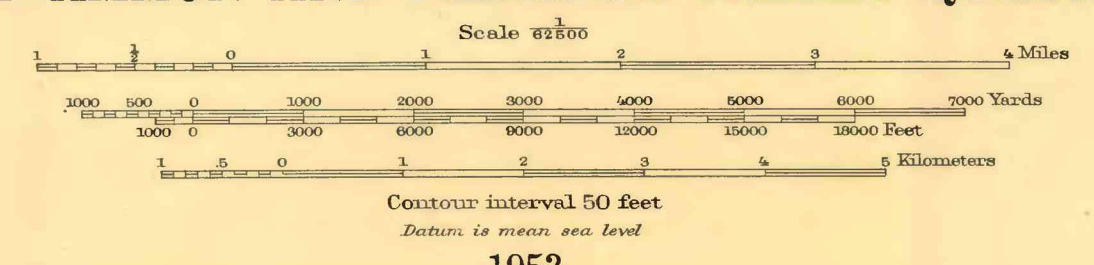 Scale 1/62500
1 1/2 0 1 2 3 4 Miles
1000 500 0 1000 2000 3000 4000 5000 6000 7000 Yards
1000 0 3000 6000 9000 12000 15000 18000 Feet
1 .5 0 1 2 3 4 5 Kilometers
Contour interval 50 feet
Datum is mean sea level